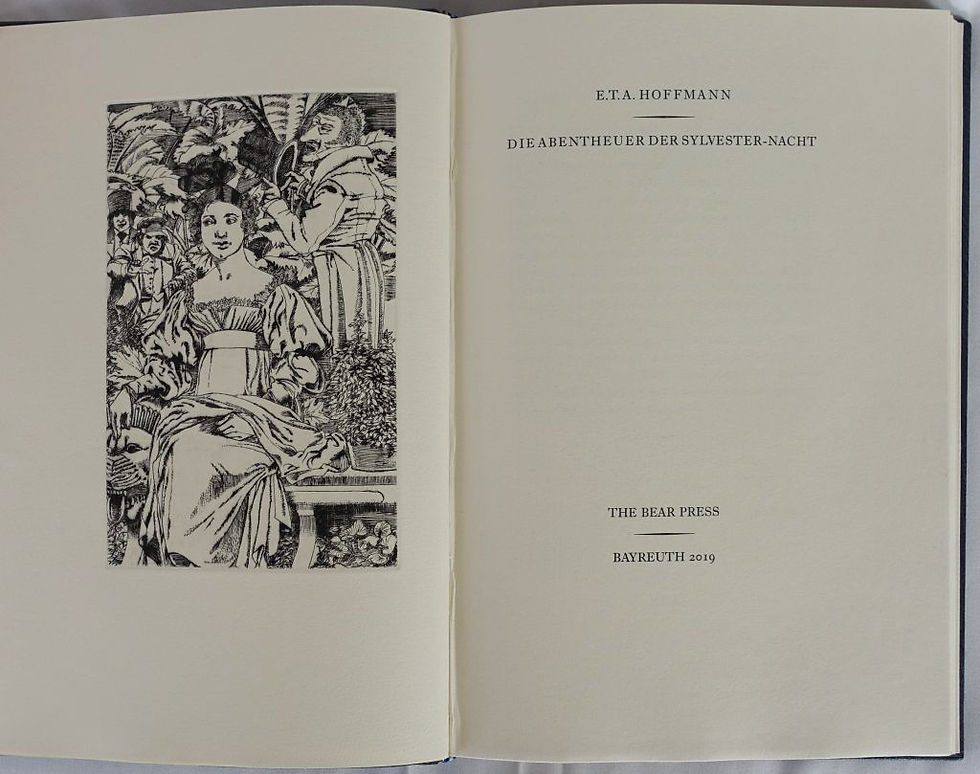 E.T.A. HOFFMANN
DIE ABENTHEUER DER SYLVESTER-NACHT
THE BEAR PRESS
BAYREUTH 2019